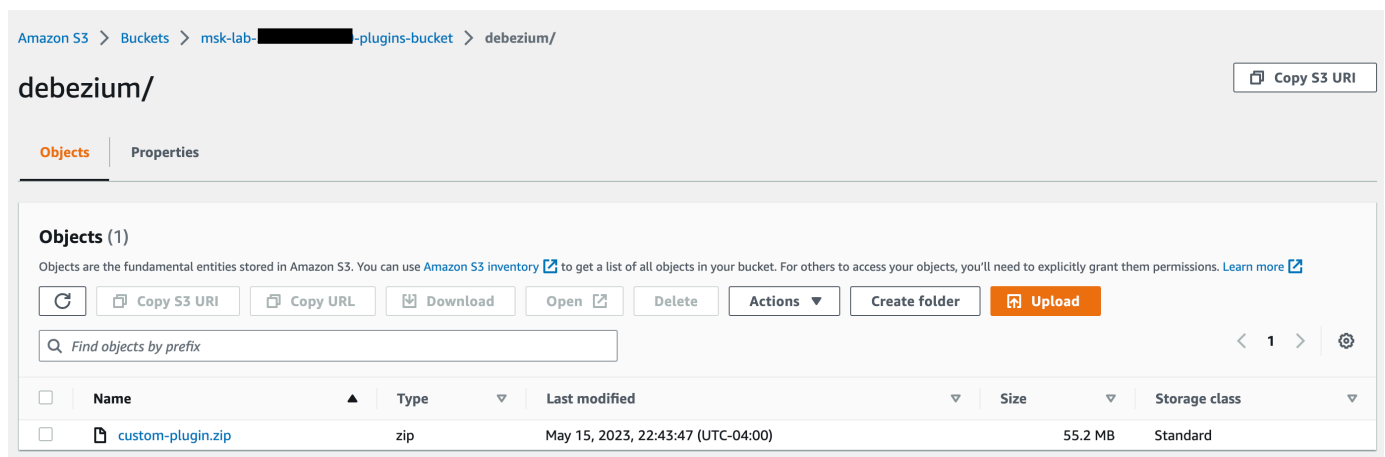 Amazon S3 > Buckets > msk-lab- -plugins-bucket > debezium/
debezium/
Copy S3 URI
Objects Properties
Objects (1)
Objects are the fundamental entities stored in Amazon S3. You can use Amazon S3 inventory to get a list of all objects in your bucket. For others to access your objects, you'll need to explicitly grant them permissions. Learn more
Copy S3 URI Copy URL Download Open Delete Actions Create folder Upload
Find objects by prefix
1
Name Type Last modified Size Storage class
custom-plugin.zip zip May 15, 2023, 22:43:47 (UTC-04:00) 55.2 MB Standard